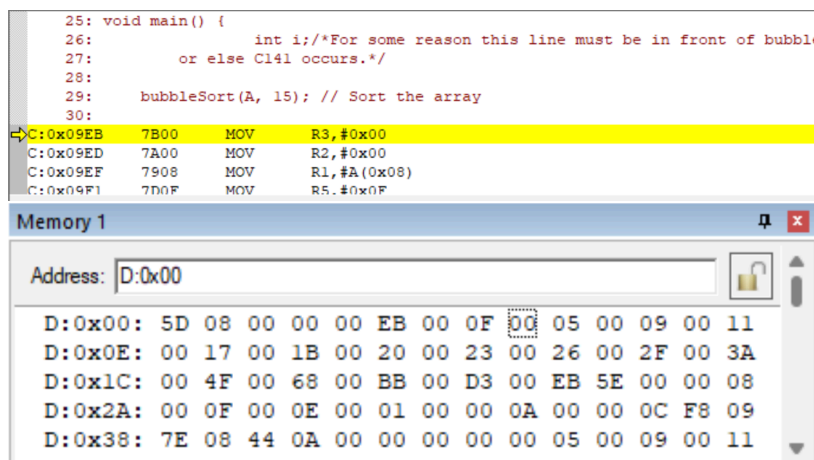 25: void main() {
26: int i;/*For some reason this line must be in front of bubbl
27: or else C141 occurs.*/
28:
29: bubbleSort(A, 15); // Sort the array
30:
C:0x09EB 7B00 MOV R3,#0x00
C:0x09ED 7A00 MOV R2,#0x00
C:0x09EF 7908 MOV R1,#A(0x08)
C:0x09F1 7D0F MOV R5,#0x0F
Memory 1
Address: D:0x00
D:0x00: 5D 08 00 00 00 EB 00 0F 00 05 00 09 00 11
D:0x0E: 00 17 00 1B 00 20 00 23 00 26 00 2F 00 3A
D:0x1C: 00 4F 00 68 00 BB 00 D3 00 EB 5E 00 00 08
D:0x2A: 00 0F 00 0E 00 01 00 00 0A 00 00 0C F8 09
D:0x38: 7E 08 44 0A 00 00 00 00 00 05 00 09 00 11